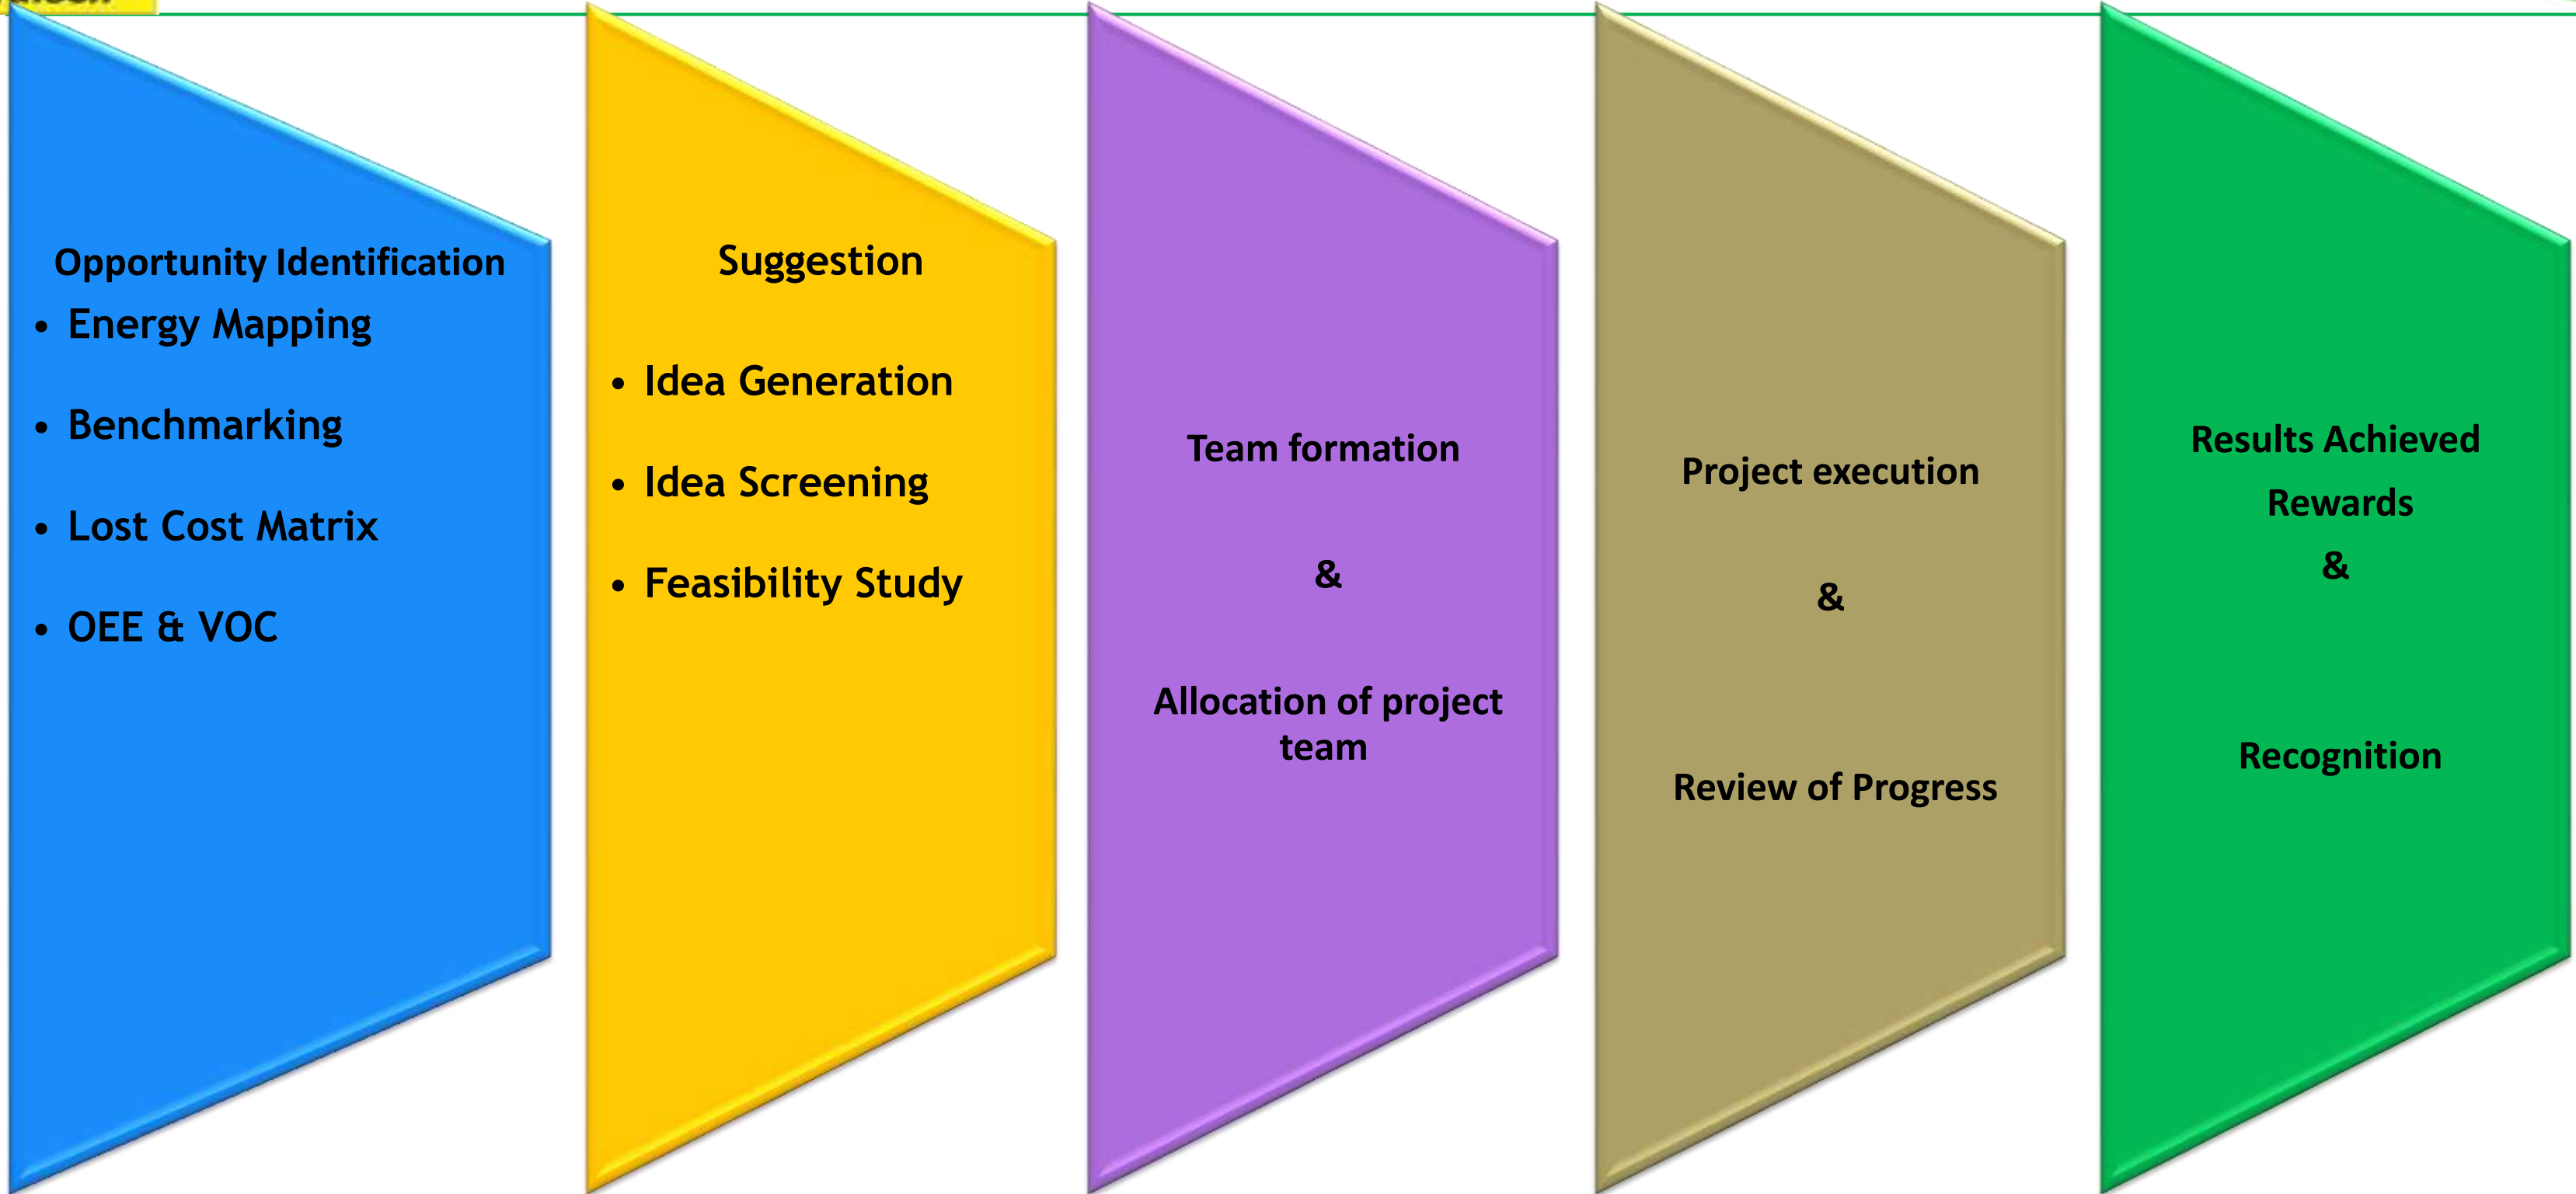 Opportunity Identification
• Energy Mapping
• Benchmarking
• Lost Cost Matrix
• OEE & VOC
Suggestion
• Idea Generation
• Idea Screening
• Feasibility Study
Team formation
&
Allocation of project
team
Project execution
&
Review of Progress
Results Achieved
Rewards
&
Recognition